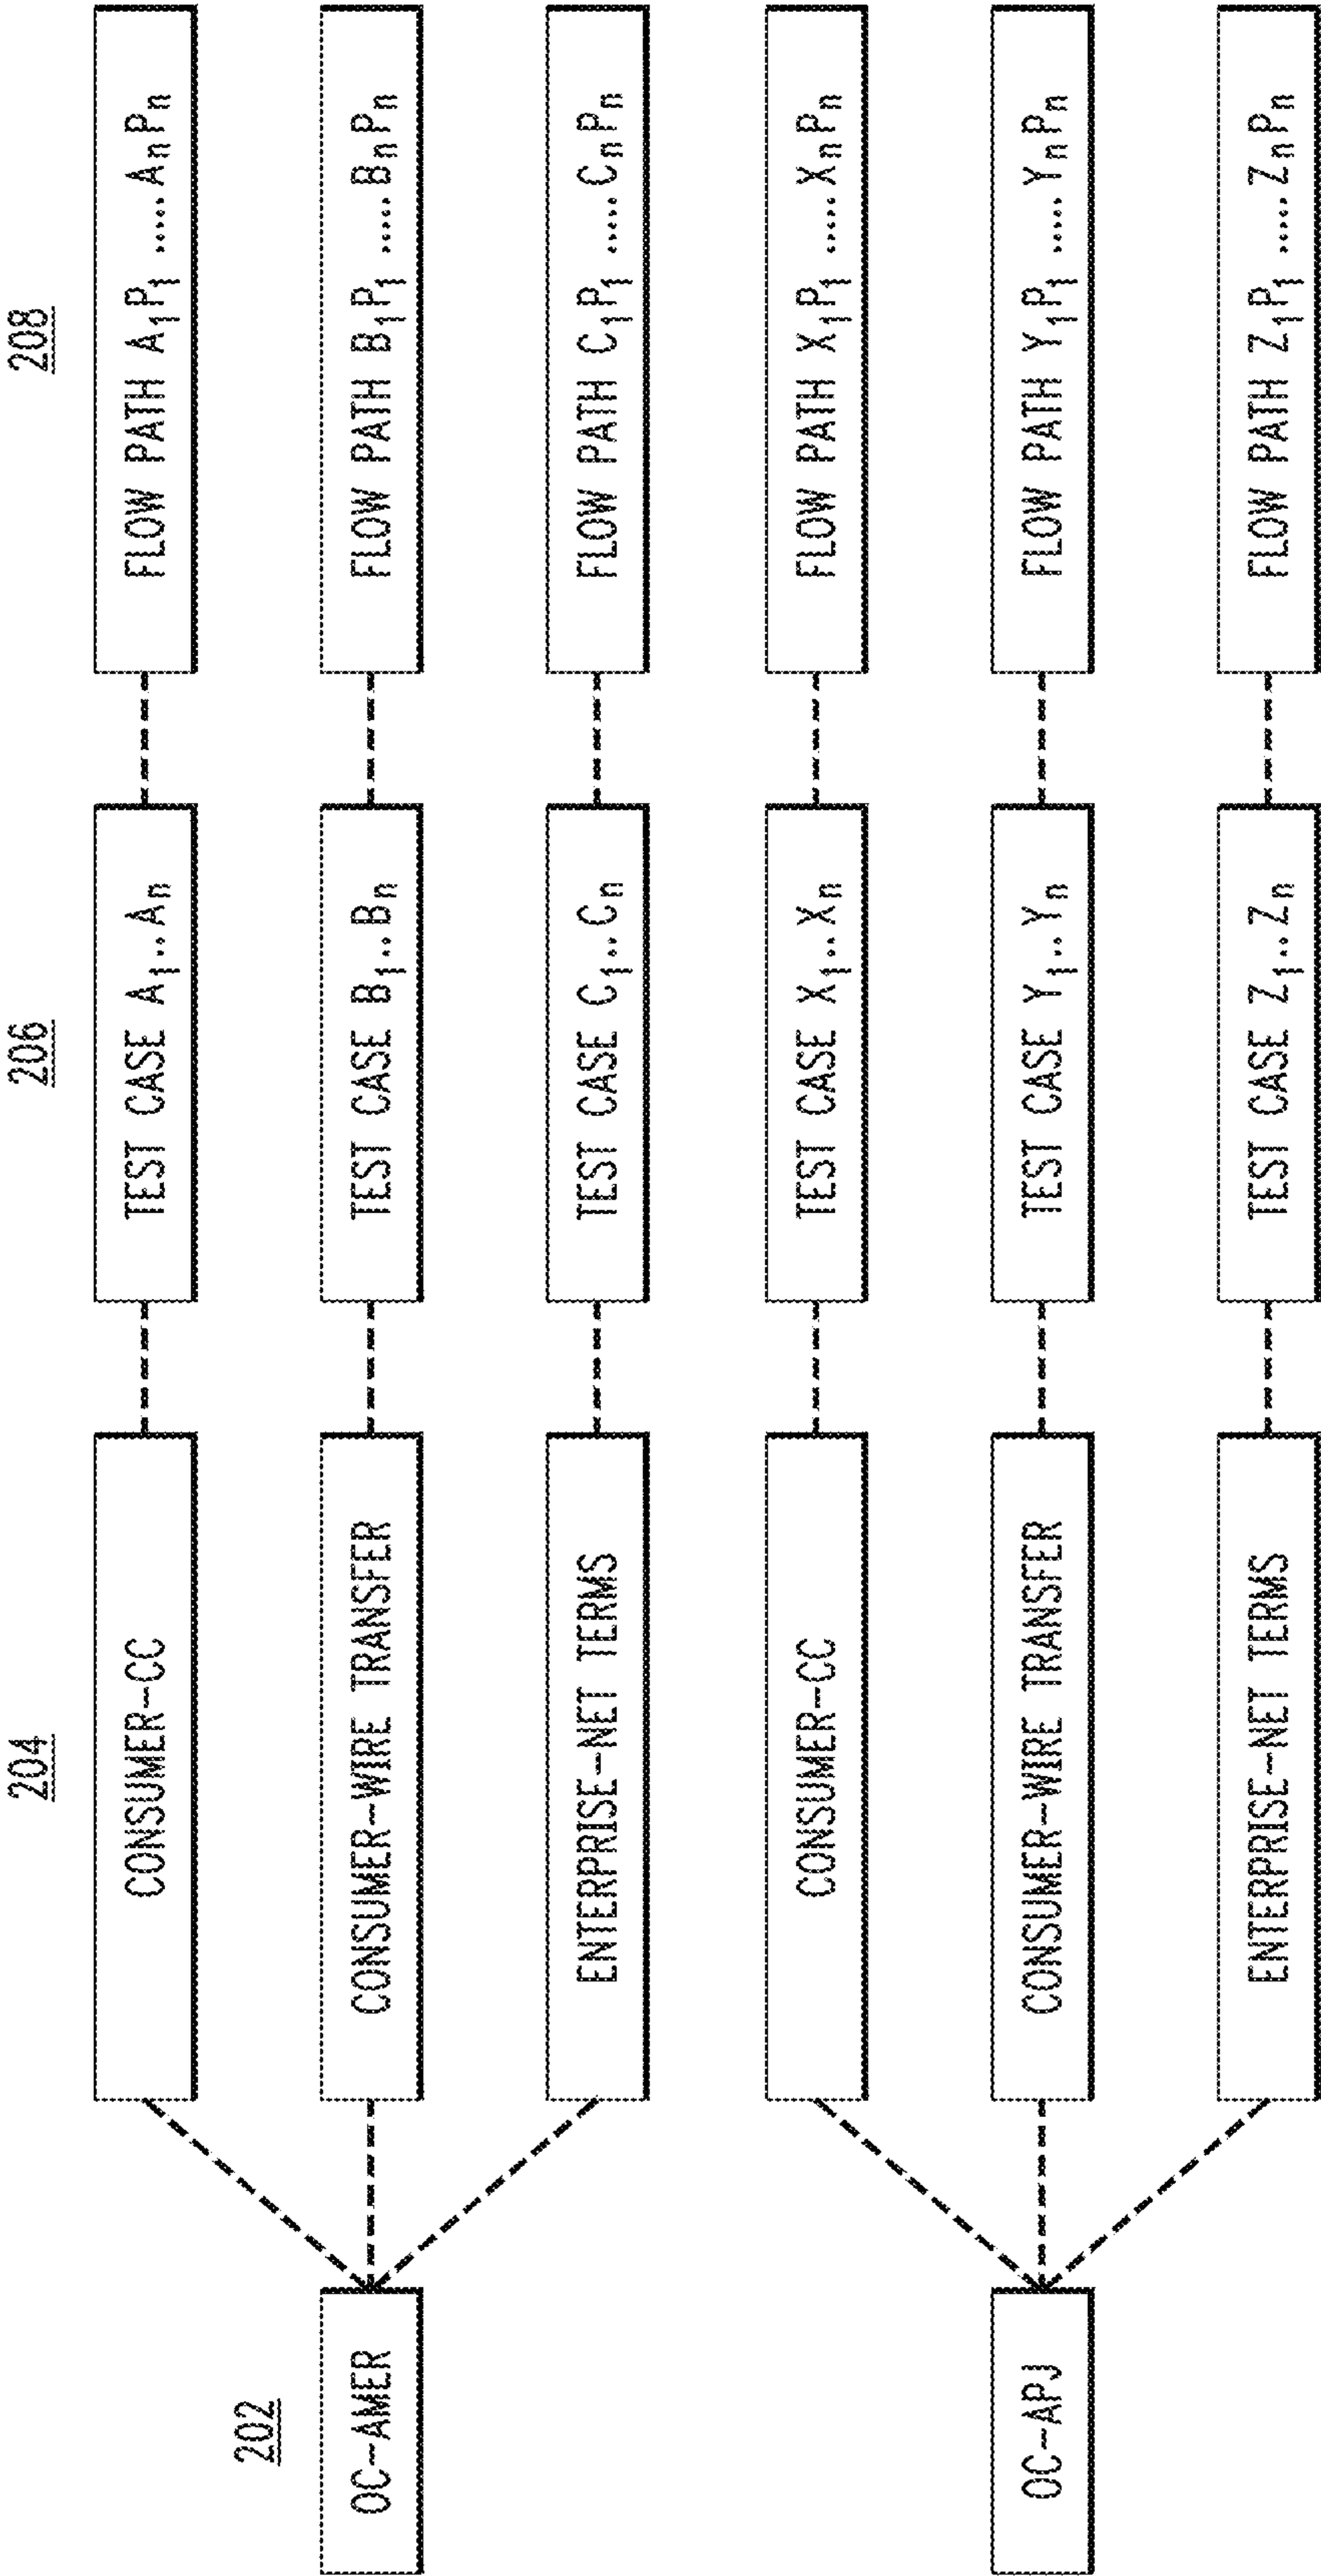 202
204
206
208
OC-AMER
CONSUMER-CC
TEST CASE A₁..Aₙ
FLOW PATH A₁P₁ .....AₙPₙ
CONSUMER-WIRE TRANSFER
TEST CASE B₁..Bₙ
FLOW PATH B₁P₁ .....BₙPₙ
ENTERPRISE-NET TERMS
TEST CASE C₁..Cₙ
FLOW PATH C₁P₁ .....CₙPₙ
OC-APJ
CONSUMER-CC
TEST CASE X₁..Xₙ
FLOW PATH X₁P₁ .....XₙPₙ
CONSUMER-WIRE TRANSFER
TEST CASE Y₁..Yₙ
FLOW PATH Y₁P₁ .....YₙPₙ
ENTERPRISE-NET TERMS
TEST CASE Z₁..Zₙ
FLOW PATH Z₁P₁ .....ZₙPₙ